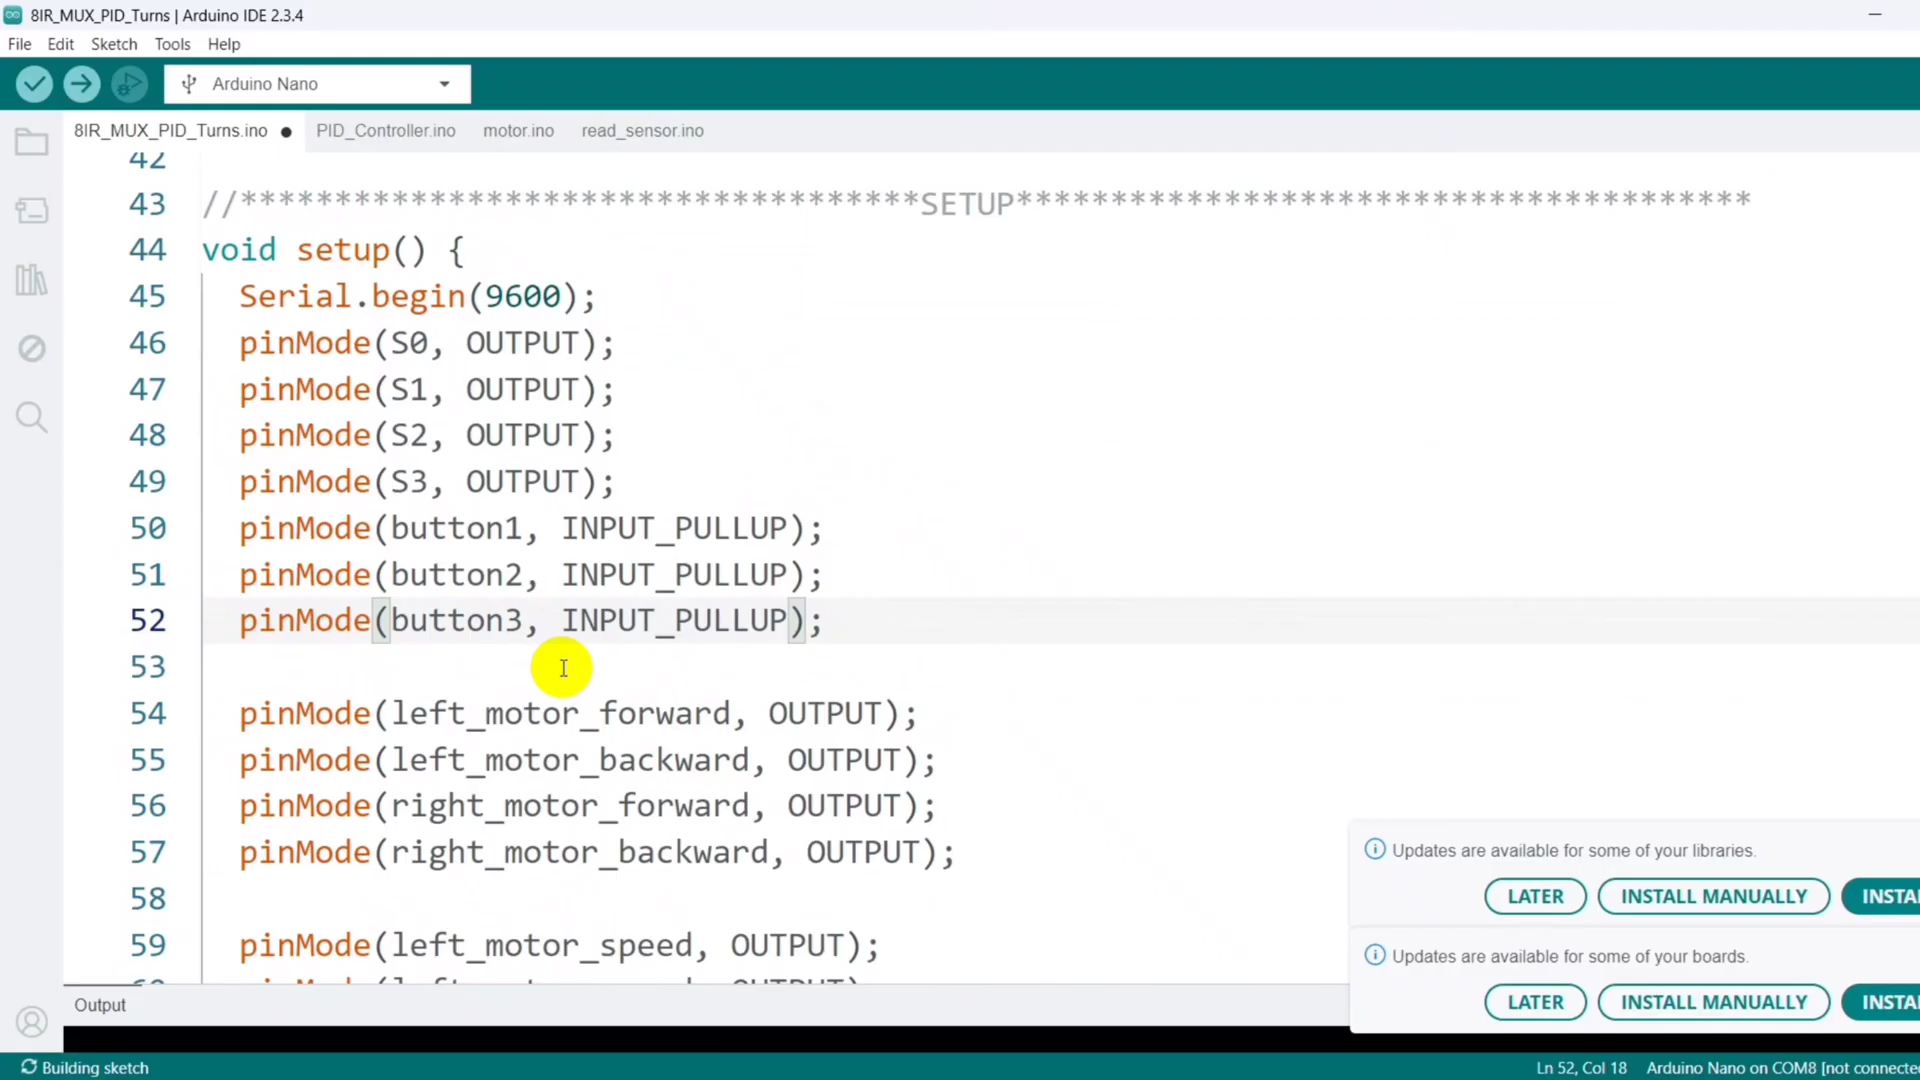 8IR_MUX_PID_Turns | Arduino IDE 2.3.4
File Edit Sketch Tools Help
Arduino Nano
8IR_MUX_PID_Turns.ino PID_Controller.ino motor.ino read_sensor.ino
42
43 //************************************SETUP***************************************
44 void setup() {
45 Serial.begin(9600);
46 pinMode(S0, OUTPUT);
47 pinMode(S1, OUTPUT);
48 pinMode(S2, OUTPUT);
49 pinMode(S3, OUTPUT);
50 pinMode(button1, INPUT_PULLUP);
51 pinMode(button2, INPUT_PULLUP);
52 pinMode(button3, INPUT_PULLUP);
53
54 pinMode(left_motor_forward, OUTPUT);
55 pinMode(left_motor_backward, OUTPUT);
56 pinMode(right_motor_forward, OUTPUT);
57 pinMode(right_motor_backward, OUTPUT);
58
59 pinMode(left_motor_speed, OUTPUT);
Updates are available for some of your libraries.
LATER INSTALL MANUALLY INSTA
Updates are available for some of your boards.
LATER INSTALL MANUALLY INSTA
Output
Building sketch Ln 52, Col 18 Arduino Nano on COM8 [not connected